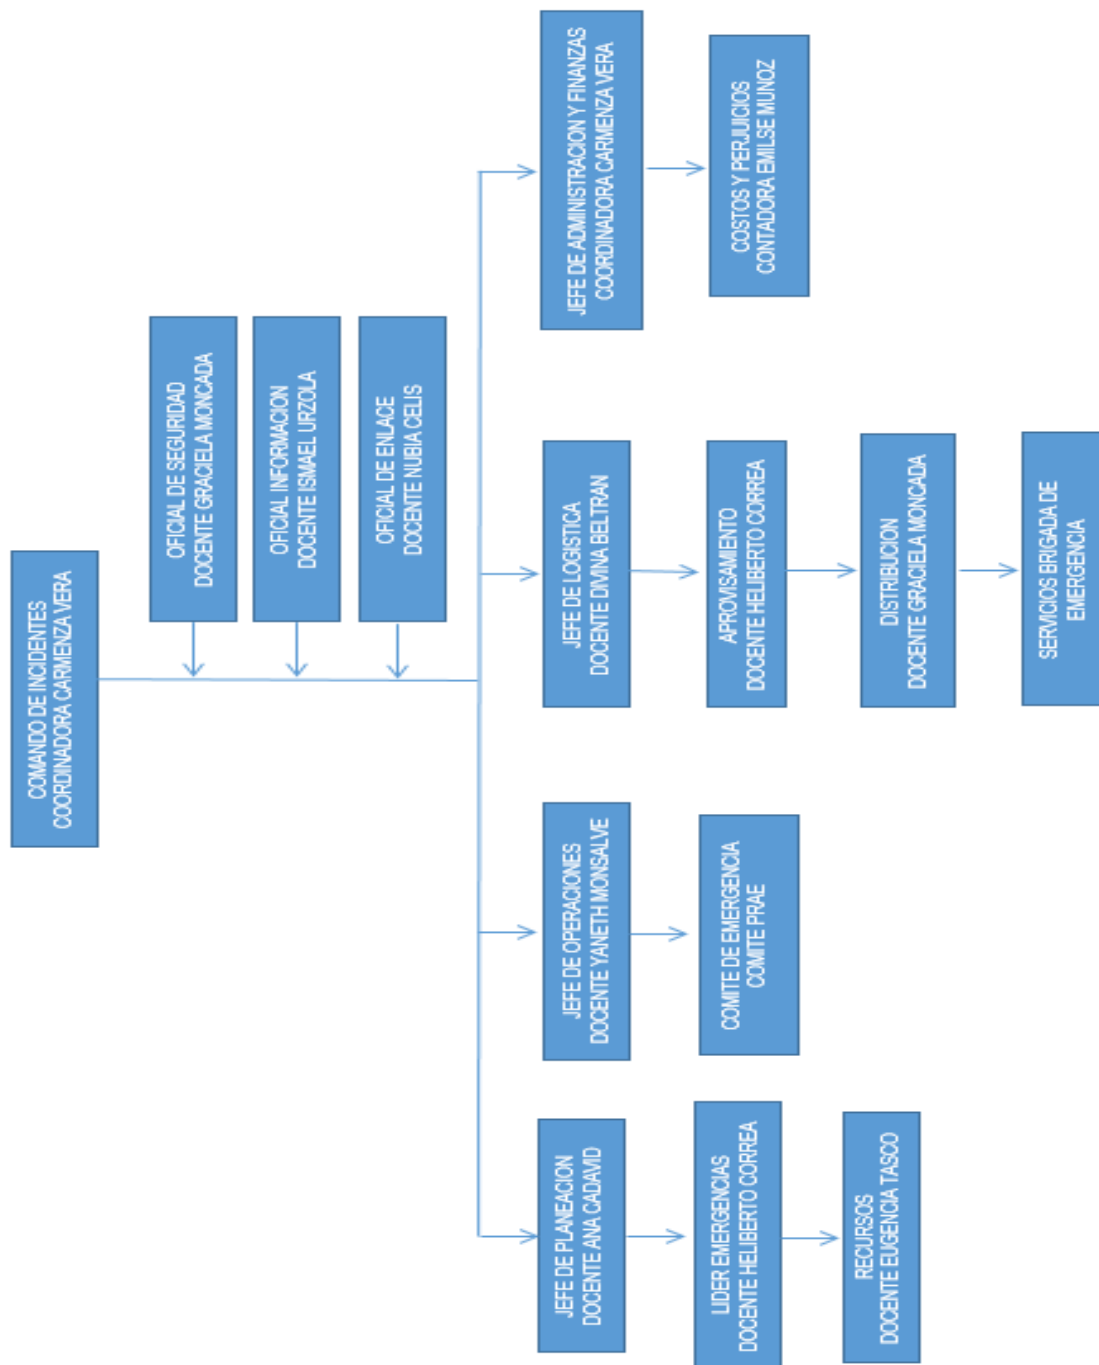 COMANDO DE INCIDENTES
COORDINADORA CARMENZA VERA
OFICIAL DE SEGURIDAD
DOCENTE GRACIELA MONCADA
OFICIAL INFORMACION
DOCENTE ISMAEL URZOLA
OFICIAL DE ENLACE
DOCENTE NUBIA CELIS
JEFE DE PLANEACION
DOCENTE ANA CADAVID
LIDER EMERGENCIAS
DOCENTE HELIBERTO CORREA
RECURSOS
DOCENTE EUGENCIA TASCO
JEFE DE OPERACIONES
DOCENTE YANETH MONSALVE
COMITE DE EMERGENCIA
COMITE PRAE
JEFE DE LOGISTICA
DOCENTE DIVINA BELTRAN
APROVISAMIENTO
DOCENTE HELIBERTO CORREA
DISTRIBUCION
DOCENTE GRACIELA MONCADA
SERVICIOS BRIGADA DE
EMERGENCIA
JEFE DE ADMINISTRACION Y FINANZAS
COORDINADORA CARMENZA VERA
COSTOS Y PERJUICIOS
CONTADORA EMILSE MUNOZ